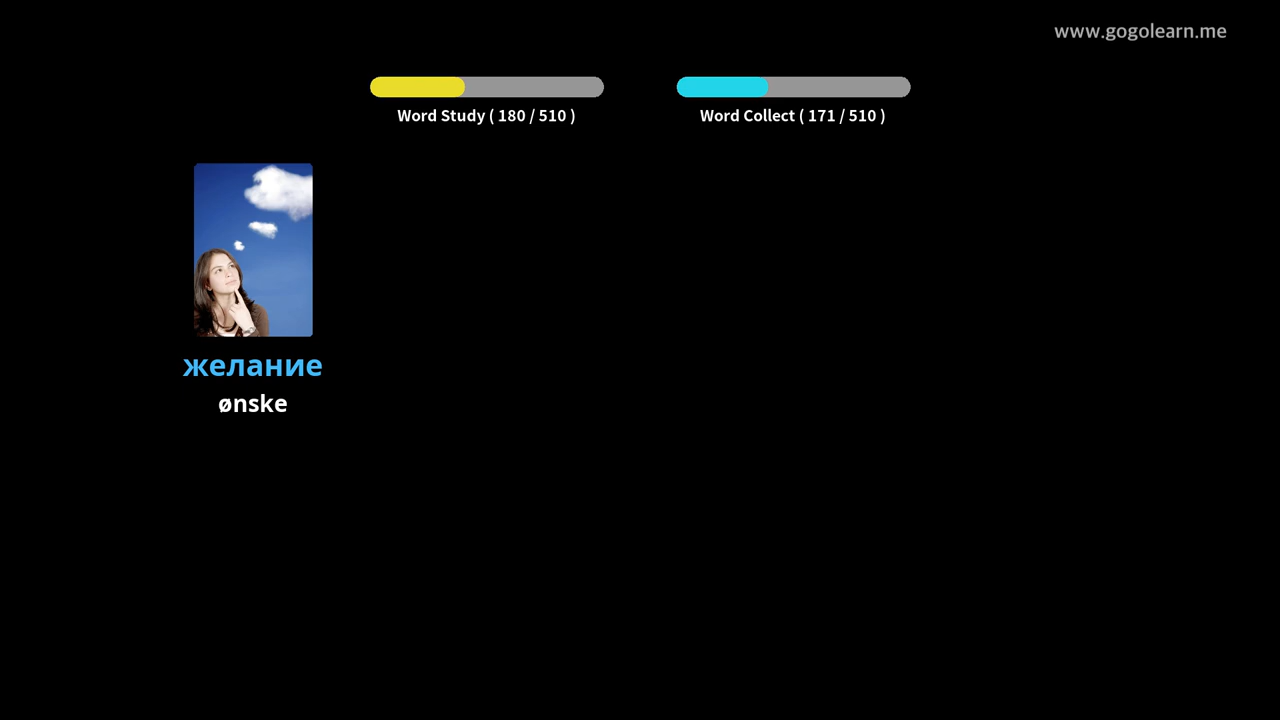 www.gogolearn.me
Word Study ( 180 / 510 )
Word Collect ( 171 / 510 )
желание
ønske